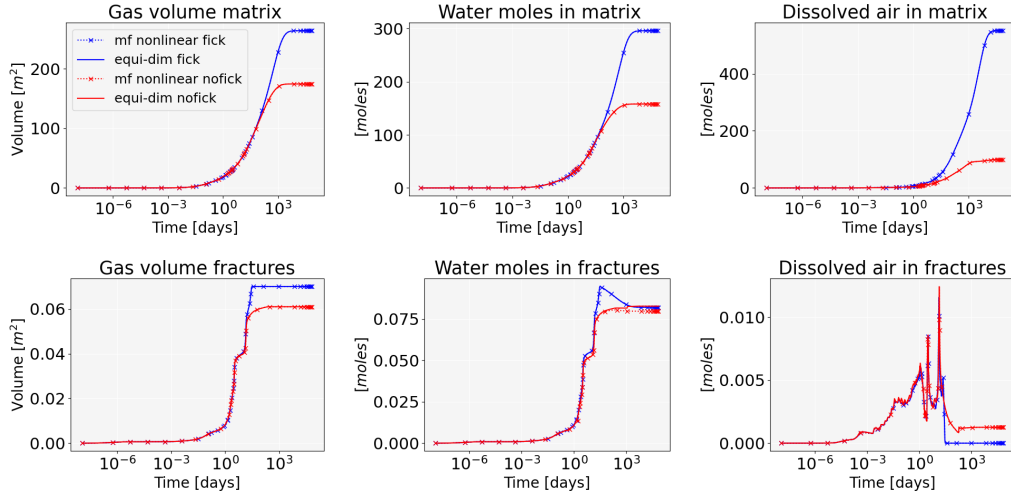 Gas volume matrix
Water moles in matrix
Dissolved air in matrix
Volume [m²]
200
100
0
mf nonlinear fick
equi-dim fick
mf nonlinear nofick
equi-dim nofick
10⁻⁶ 10⁻³ 10⁰ 10³
Time [days]
[moles]
300
200
100
0
10⁻⁶ 10⁻³ 10⁰ 10³
Time [days]
[moles]
400
200
0
10⁻⁶ 10⁻³ 10⁰ 10³
Time [days]
Gas volume fractures
Water moles in fractures
Dissolved air in fractures
Volume [m²]
0.06
0.04
0.02
0.00
10⁻⁶ 10⁻³ 10⁰ 10³
Time [days]
[moles]
0.075
0.050
0.025
0.000
10⁻⁶ 10⁻³ 10⁰ 10³
Time [days]
[moles]
0.010
0.005
0.000
10⁻⁶ 10⁻³ 10⁰ 10³
Time [days]